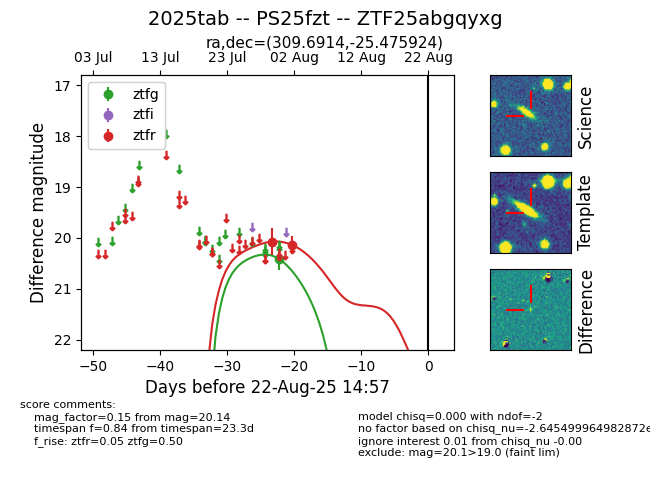 2025tab -- PS25fzt -- ZTF25abgqyxg
ra,dec=(309.6914,-25.475924)
03 Jul 13 Jul 23 Jul 02 Aug 12 Aug 22 Aug
ztfg
ztfi
ztfr
17
18
19
20
21
22
Difference magnitude
−50 −40 −30 −20 −10 0
Days before 22-Aug-25 14:57
Science
Template
Difference
score comments:
mag_factor=0.15 from mag=20.14
timespan f=0.84 from timespan=23.3d
f_rise: ztfr=0.05 ztfg=0.50
model chisq=0.000 with ndof=-2
no factor based on chisq_nu=-2.645499964982872e
ignore interest 0.01 from chisq_nu -0.00
exclude: mag=20.1>19.0 (faint lim)